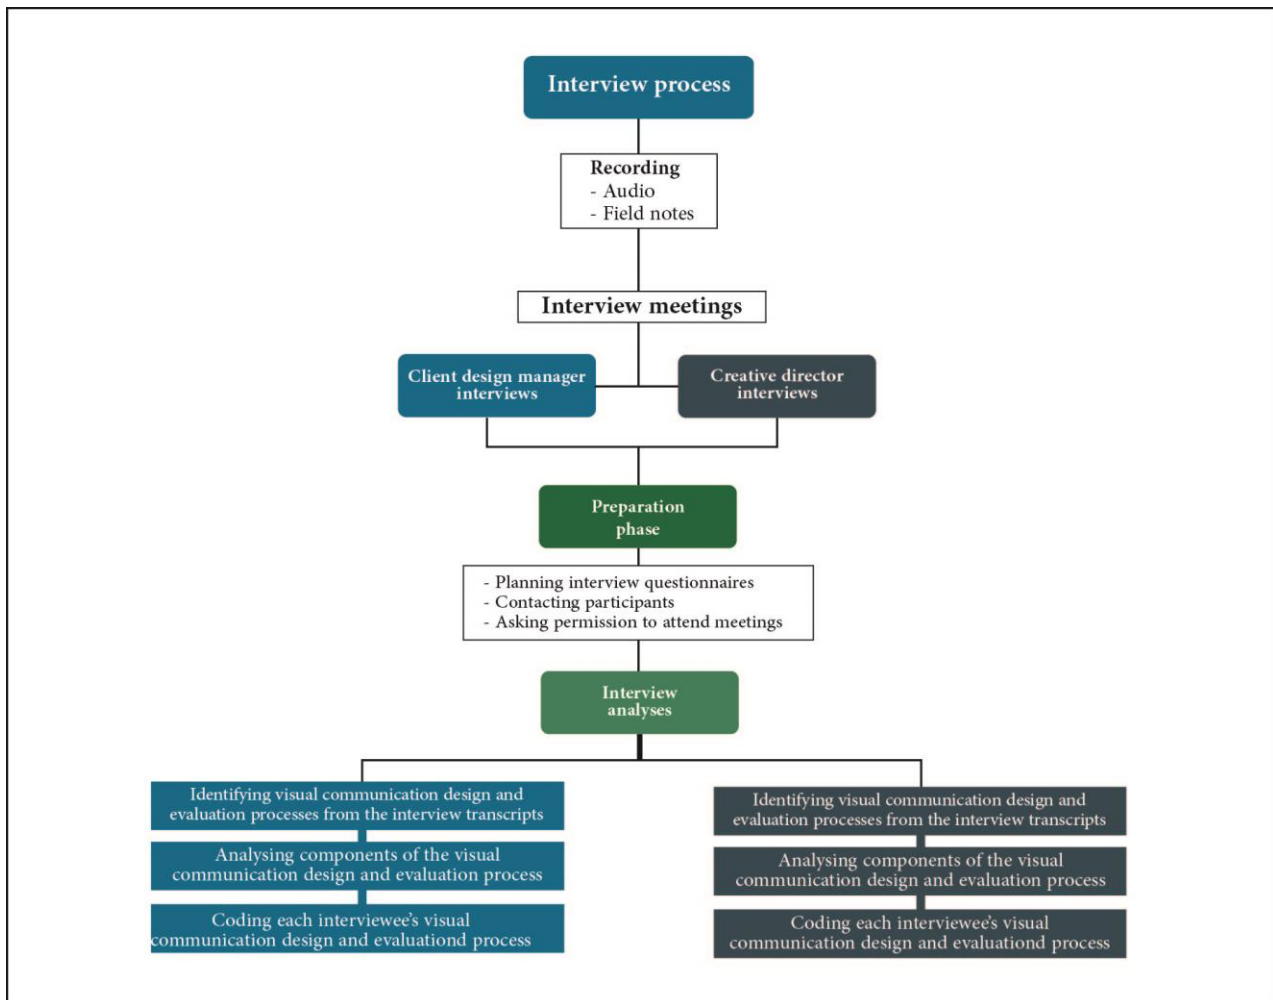 Interview process
Recording
- Audio
- Field notes
Interview meetings
Client design manager
interviews
Creative director
interviews
Preparation
phase
- Planning interview questionnaires
- Contacting participants
- Asking permission to attend meetings
Interview
analyses
Identifying visual communication design and
evaluation processes from the interview transcripts
Analysing components of the visual
communication design and evaluation process
Coding each interviewee's visual
communication design and evaluationd process
Identifying visual communication design and
evaluation processes from the interview transcripts
Analysing components of the visual
communication design and evaluation process
Coding each interviewee's visual
communication design and evaluationd process